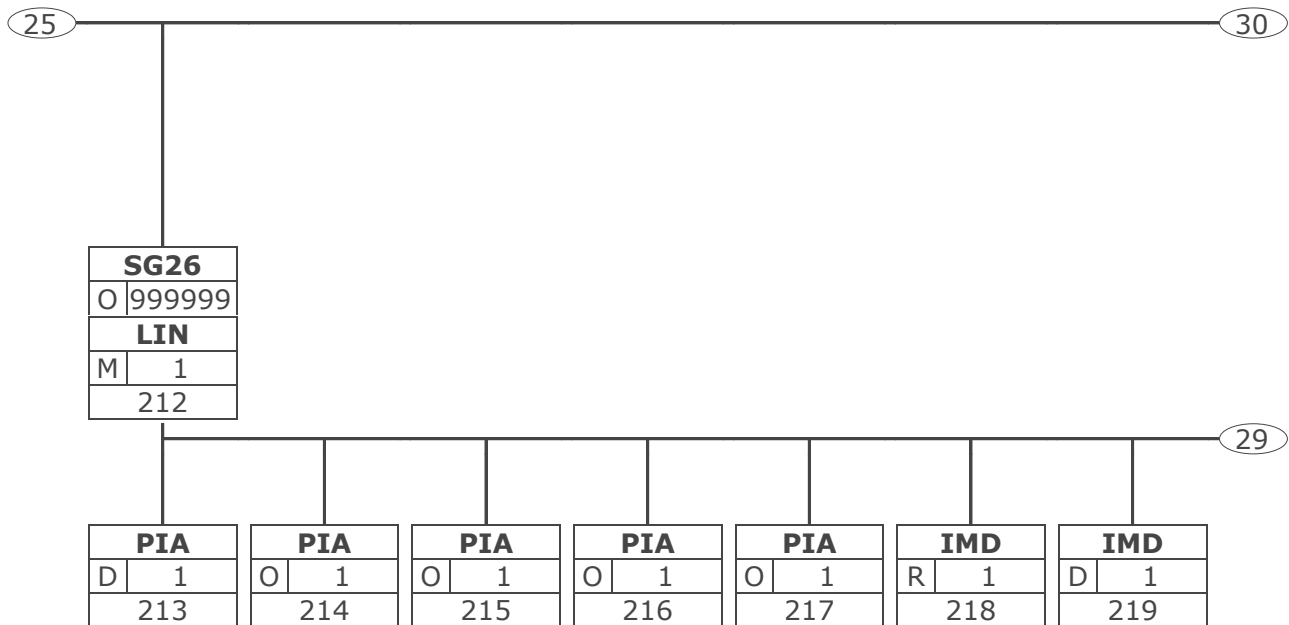 25 30
SG26
O 999999
LIN
M 1
212
29
PIA PIA PIA PIA PIA IMD IMD
D 1 O 1 O 1 O 1 O 1 R 1 D 1
213 214 215 216 217 218 219